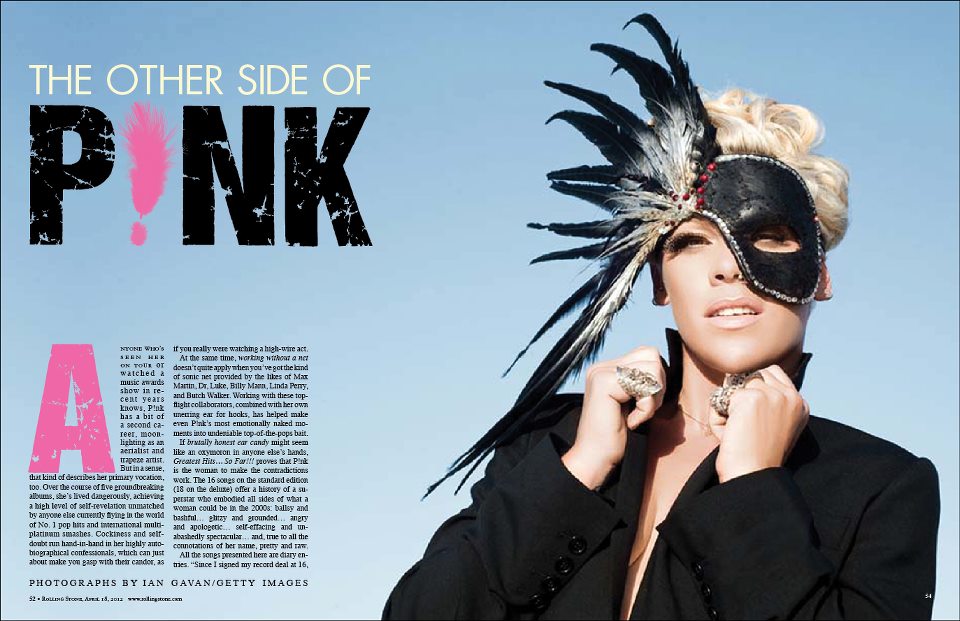 THE OTHER SIDE OF
P!NK
ANYONE WHO'S
SEEN HER
ON TOUR or
watched a
music awards
show in re-
cent years
knows, P!nk
has a bit of
a second ca-
reer, moon-
lighting as an
aerialist and
trapeze artist.
But in a sense,
that kind of describes her primary vocation,
too. Over the course of five groundbreaking
albums, she's lived dangerously, achieving
a high level of self-revelation unmatched
by anyone else currently flying in the world
of No. 1 pop hits and international multi-
platinum smashes. Cockiness and self-
doubt run hand-in-hand in her highly auto-
biographical confessionals, which can just
about make you gasp with their candor, as
if you really were watching a high-wire act.
At the same time, working without a net
doesn't quite apply when you've got the kind
of sonic net provided by the likes of Max
Martin, Dr, Luke, Billy Mann, Linda Perry,
and Butch Walker. Working with these top-
flight collaborators, combined with her own
unerring ear for hooks, has helped make
even P!nk's most emotionally naked mo-
ments into undeniable top-of-the-pops bait.
If brutally honest ear candy might seem
like an oxymoron in anyone else's hands,
Greatest Hits... So Far!!! proves that P!nk
is the woman to make the contradictions
work. The 16 songs on the standard edition
(18 on the deluxe) offer a history of a su-
perstar who embodied all sides of what a
woman could be in the 2000s: ballsy and
bashful... glitzy and grounded... angry
and apologetic... self-effacing and un-
abashedly spectacular... and, true to all the
connotations of her name, pretty and raw.
All the songs presented here are diary en-
tries. "Since I signed my record deal at 16,
PHOTOGRAPHS BY IAN GAVAN/GETTY IMAGES
52 • ROLLING STONE, APRIL 18, 2012 www.rollingstone.com
54